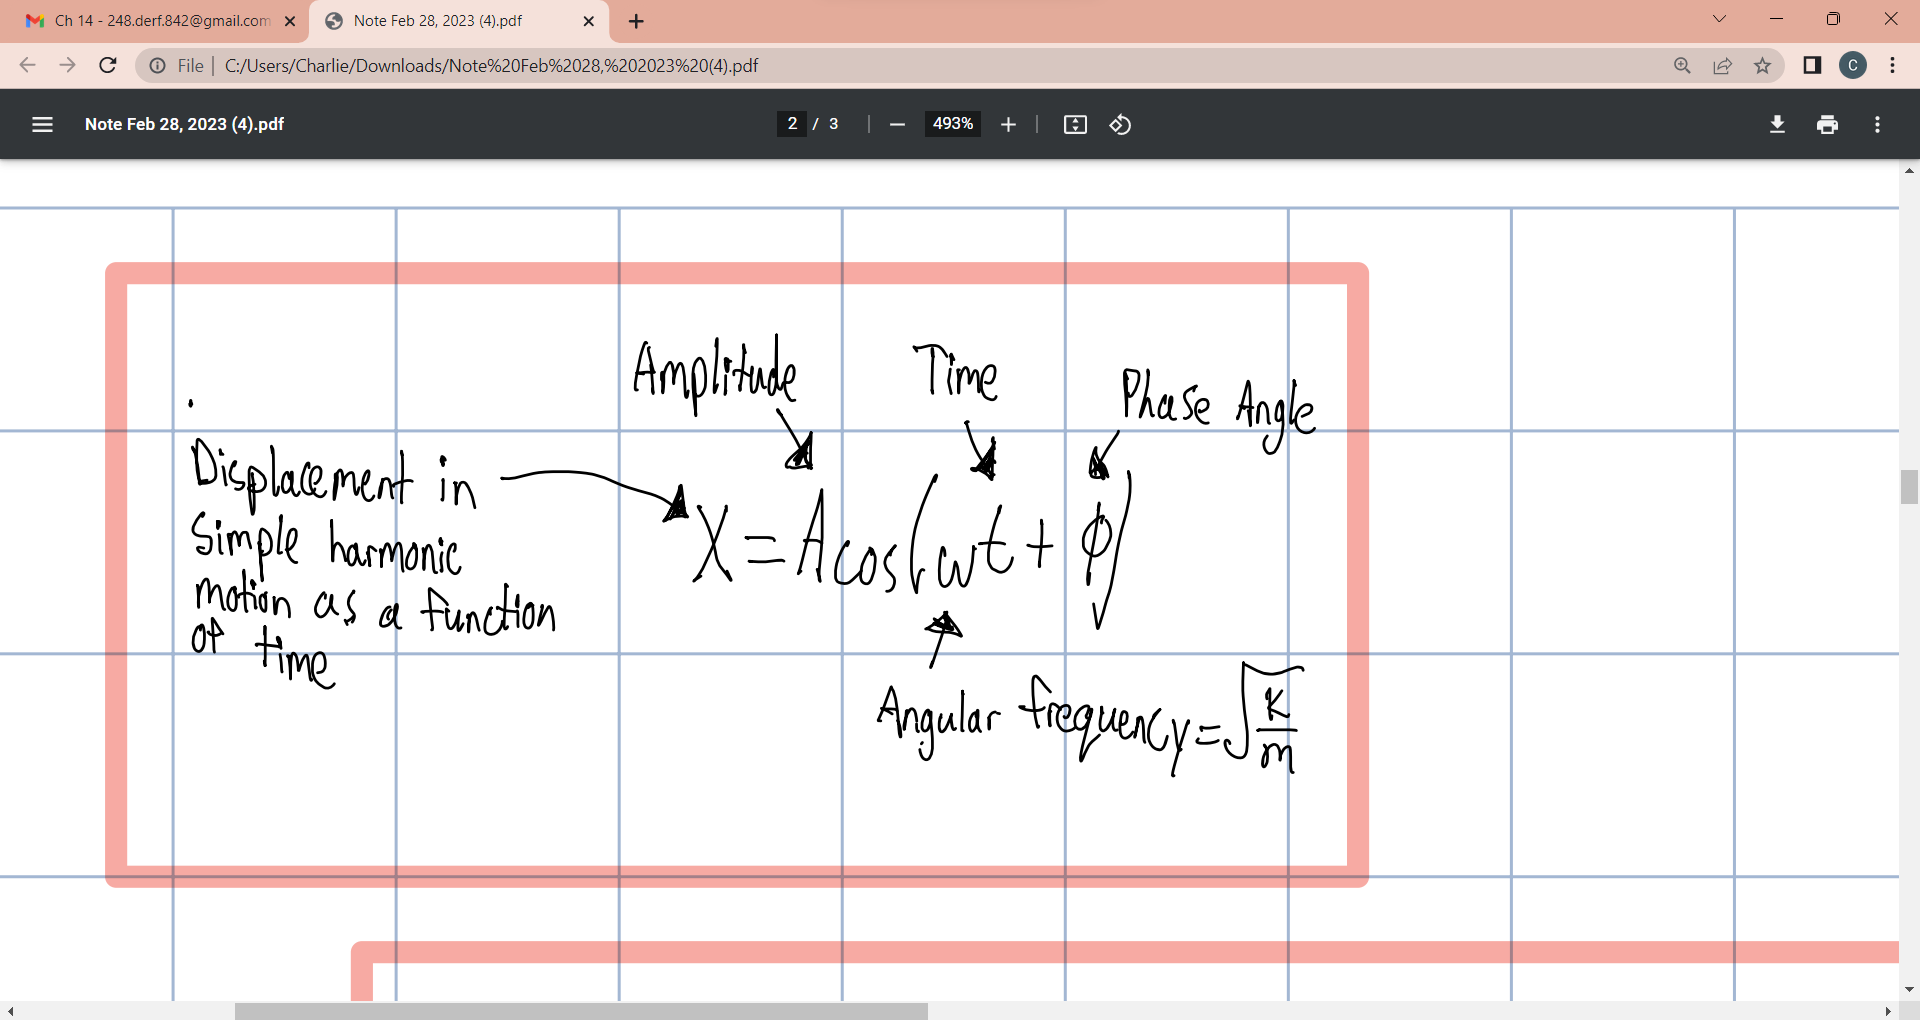 Ch 14 - 248.derf.842@gmail.com
Note Feb 28, 2023 (4).pdf
File
C:/Users/Charlie/Downloads/Note%20Feb%2028,%202023%20(4).pdf
C
Note Feb 28, 2023 (4).pdf
2 / 3
493%
Amplitude
Time
Phase Angle
Displacement in
Simple harmonic
motion as a function
of time
X = A cos(ωt + φ)
Angular frequency = √K/m